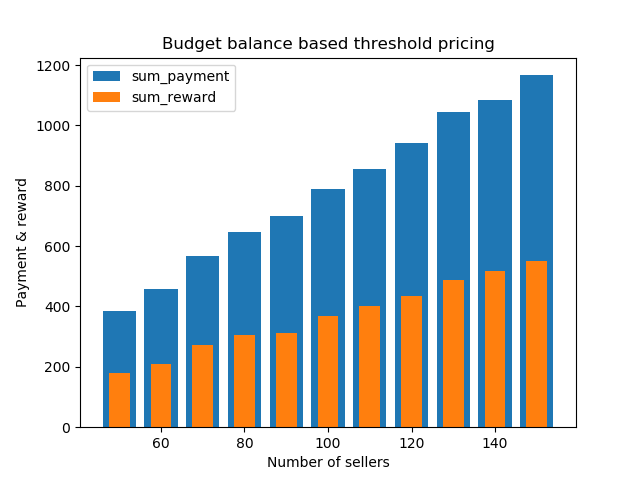 Budget balance based threshold pricing
sum_payment
sum_reward
1200
1000
800
600
400
200
0
Payment & reward
60 80 100 120 140
Number of sellers